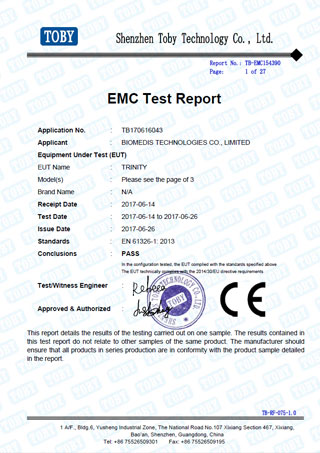 TOBY
Shenzhen Toby Technology Co., Ltd.
Report No.: TB-EMC154390
Page: 1 of 27
EMC Test Report
Application No. : TB170616043
Applicant : BIOMEDIS TECHNOLOGIES CO., LIMITED
Equipment Under Test (EUT)
EUT Name : TRINITY
Model(s) : Please see the page of 3
Brand Name : N/A
Receipt Date : 2017-06-14
Test Date : 2017-06-14 to 2017-06-26
Issue Date : 2017-06-26
Standards : EN 61326-1: 2013
Conclusions : PASS
In the configuration tested, the EUT complied with the standards specified above
The EUT technically complies with the 2014/30/EU directive requirements
Test/Witness Engineer :
Approved & Authorized :
TOBY
CE
This report details the results of the testing carried out on one sample. The results contained in
this test report do not relate to other samples of the same product. The manufacturer should
ensure that all products in series production are in conformity with the product sample detailed
in the report.
TB-RF-075-1.0
1 A/F., Bldg.6, Yusheng Industrial Zone, The National Road No.107 Xixiang Section 467, Xixiang,
Bao'an, Shenzhen, Guangdong, China
Tel: +86 75526509301 Fax: +86 75526509195